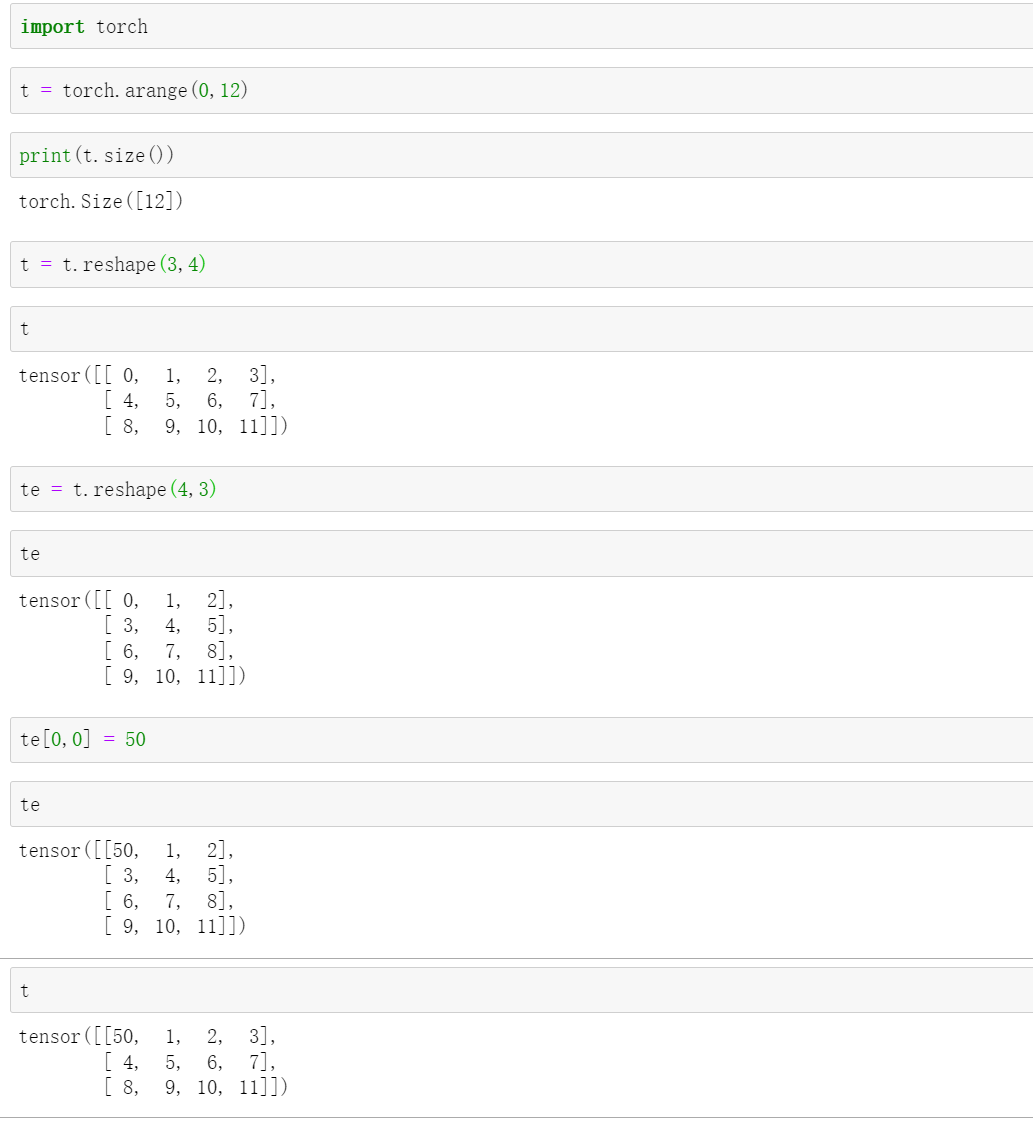 import torch
t = torch.arange(0,12)
print(t.size())
torch.Size([12])
t = t.reshape(3,4)
t
tensor([[ 0,  1,  2,  3],
        [ 4,  5,  6,  7],
        [ 8,  9, 10, 11]])
te = t.reshape(4,3)
te
tensor([[ 0,  1,  2],
        [ 3,  4,  5],
        [ 6,  7,  8],
        [ 9, 10, 11]])
te[0,0] = 50
te
tensor([[50,  1,  2],
        [ 3,  4,  5],
        [ 6,  7,  8],
        [ 9, 10, 11]])
t
tensor([[50,  1,  2,  3],
        [ 4,  5,  6,  7],
        [ 8,  9, 10, 11]])